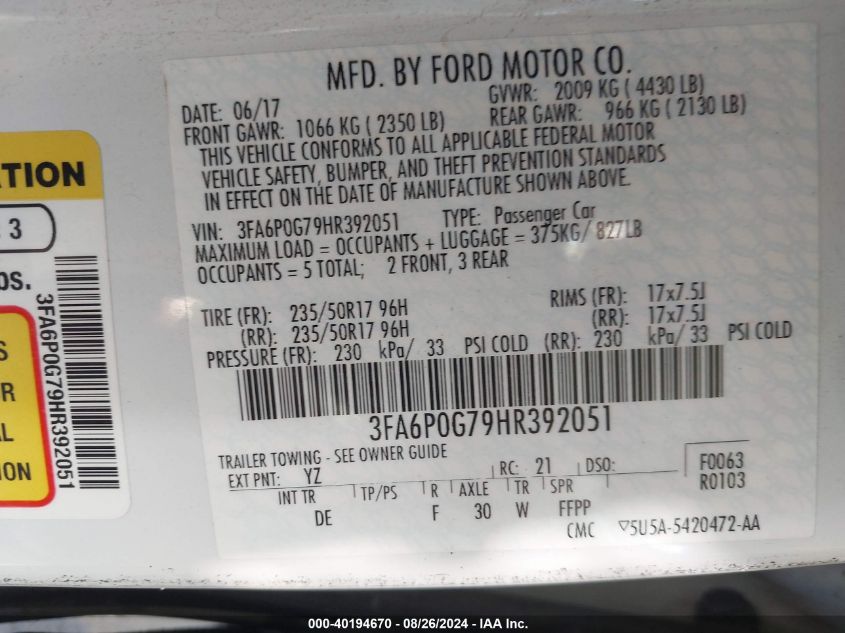 MFD. BY FORD MOTOR CO.
DATE: 06/17
GVWR: 2009 KG ( 4430 LB)
FRONT GAWR: 1066 KG ( 2350 LB)
REAR GAWR: 966 KG ( 2130 LB)
THIS VEHICLE CONFORMS TO ALL APPLICABLE FEDERAL MOTOR
VEHICLE SAFETY, BUMPER, AND THEFT PREVENTION STANDARDS
IN EFFECT ON THE DATE OF MANUFACTURE SHOWN ABOVE.
VIN: 3FA6P0G79HR392051 TYPE: Passenger Car
MAXIMUM LOAD = OCCUPANTS + LUGGAGE = 375KG/ 827LB
OCCUPANTS = 5 TOTAL; 2 FRONT, 3 REAR
TIRE (FR): 235/50R17 96H RIMS (FR): 17x7.5J
(RR): 235/50R17 96H (RR): 17x7.5J
PRESSURE (FR): 230 kPa/ 33 PSI COLD (RR): 230 kPa/ 33 PSI COLD
3FA6P0G79HR392051
TRAILER TOWING - SEE OWNER GUIDE
EXT PNT: YZ RC: 21 DSO: F0063
R0103
INT TR TP/PS R AXLE TR SPR
DE F 30 W FFPP
CMC ▽5U5A-5420472-AA
ATION
3
3FA6P0G79HR392051
000-40194670 - 08/26/2024 - IAA Inc.